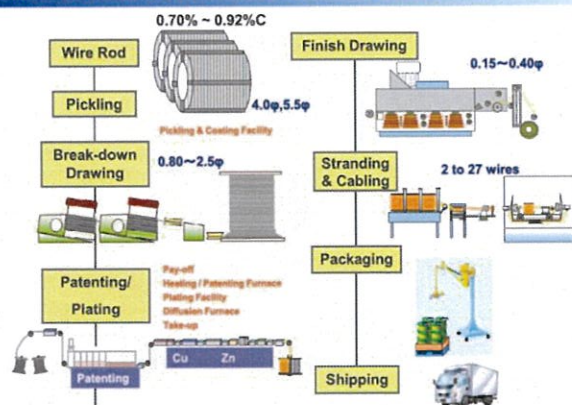 0.70% ~ 0.92%C
Wire Rod
4.0φ,5.5φ
Pickling
Pickling & Coating Facility
Break-down
Drawing
0.80~2.5φ
Patenting/
Plating
Pay-off
Heating / Patenting Furnace
Plating Facility
Diffusion Furnace
Take-up
Patenting
Cu Zn
Finish Drawing
0.15~0.40φ
Stranding
& Cabling
2 to 27 wires
Packaging
Shipping